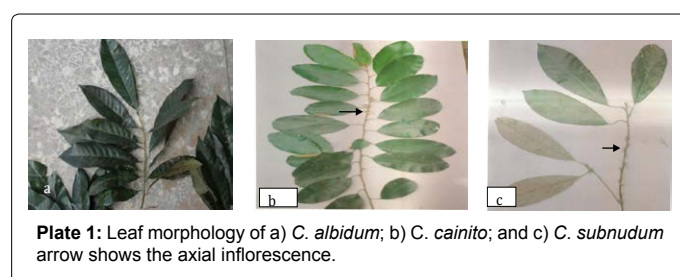 a
b
c
Plate 1: Leaf morphology of a) C. albidum; b) C. cainito; and c) C. subnudum
arrow shows the axial inflorescence.